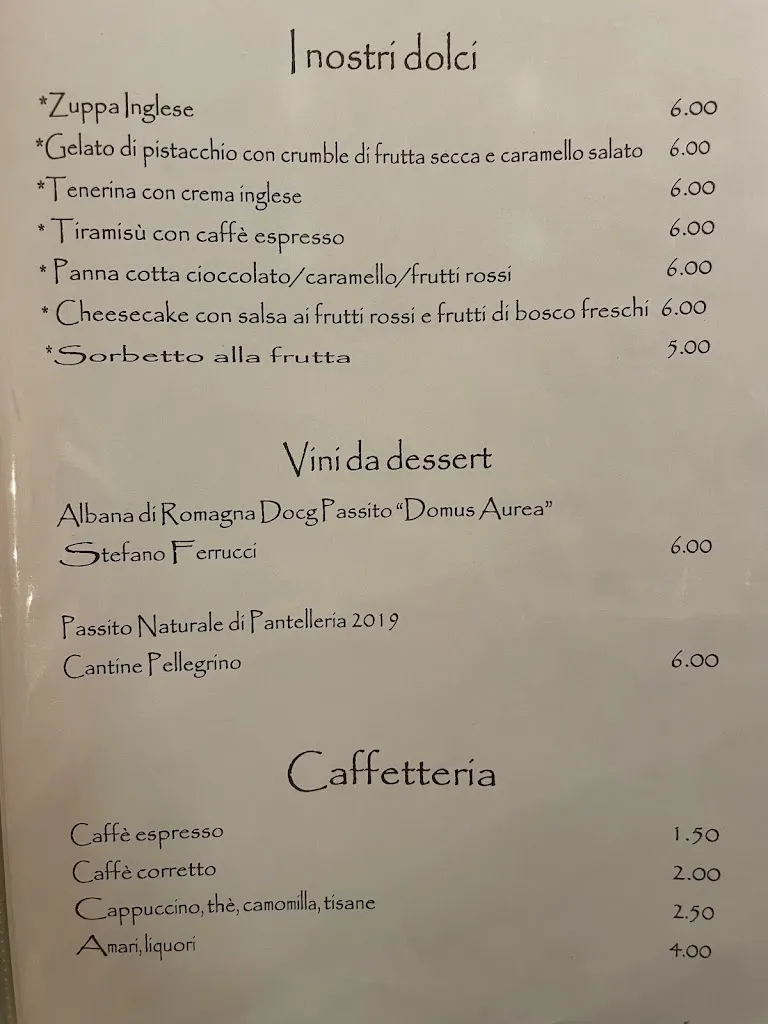 I nostri dolci
*Zuppa Inglese 6.00
*Gelato di pistacchio con crumble di frutta secca e caramello salato 6.00
*Tenerina con crema inglese 6.00
* Tiramisù con caffè espresso 6.00
* Panna cotta cioccolato/caramello/frutti rossi 6.00
* Cheesecake con salsa ai frutti rossi e frutti di bosco freschi 6.00
*Sorbetto alla frutta 5.00
Vini da dessert
Albana di Romagna Docg Passito “Domus Aurea”
Stefano Ferrucci 6.00
Passito Naturale di Pantelleria 2019
Cantine Pellegrino 6.00
Caffetteria
Caffè espresso 1.50
Caffè corretto 2.00
Cappuccino, thè, camomilla, tisane 2.50
Amari, liquori 4.00